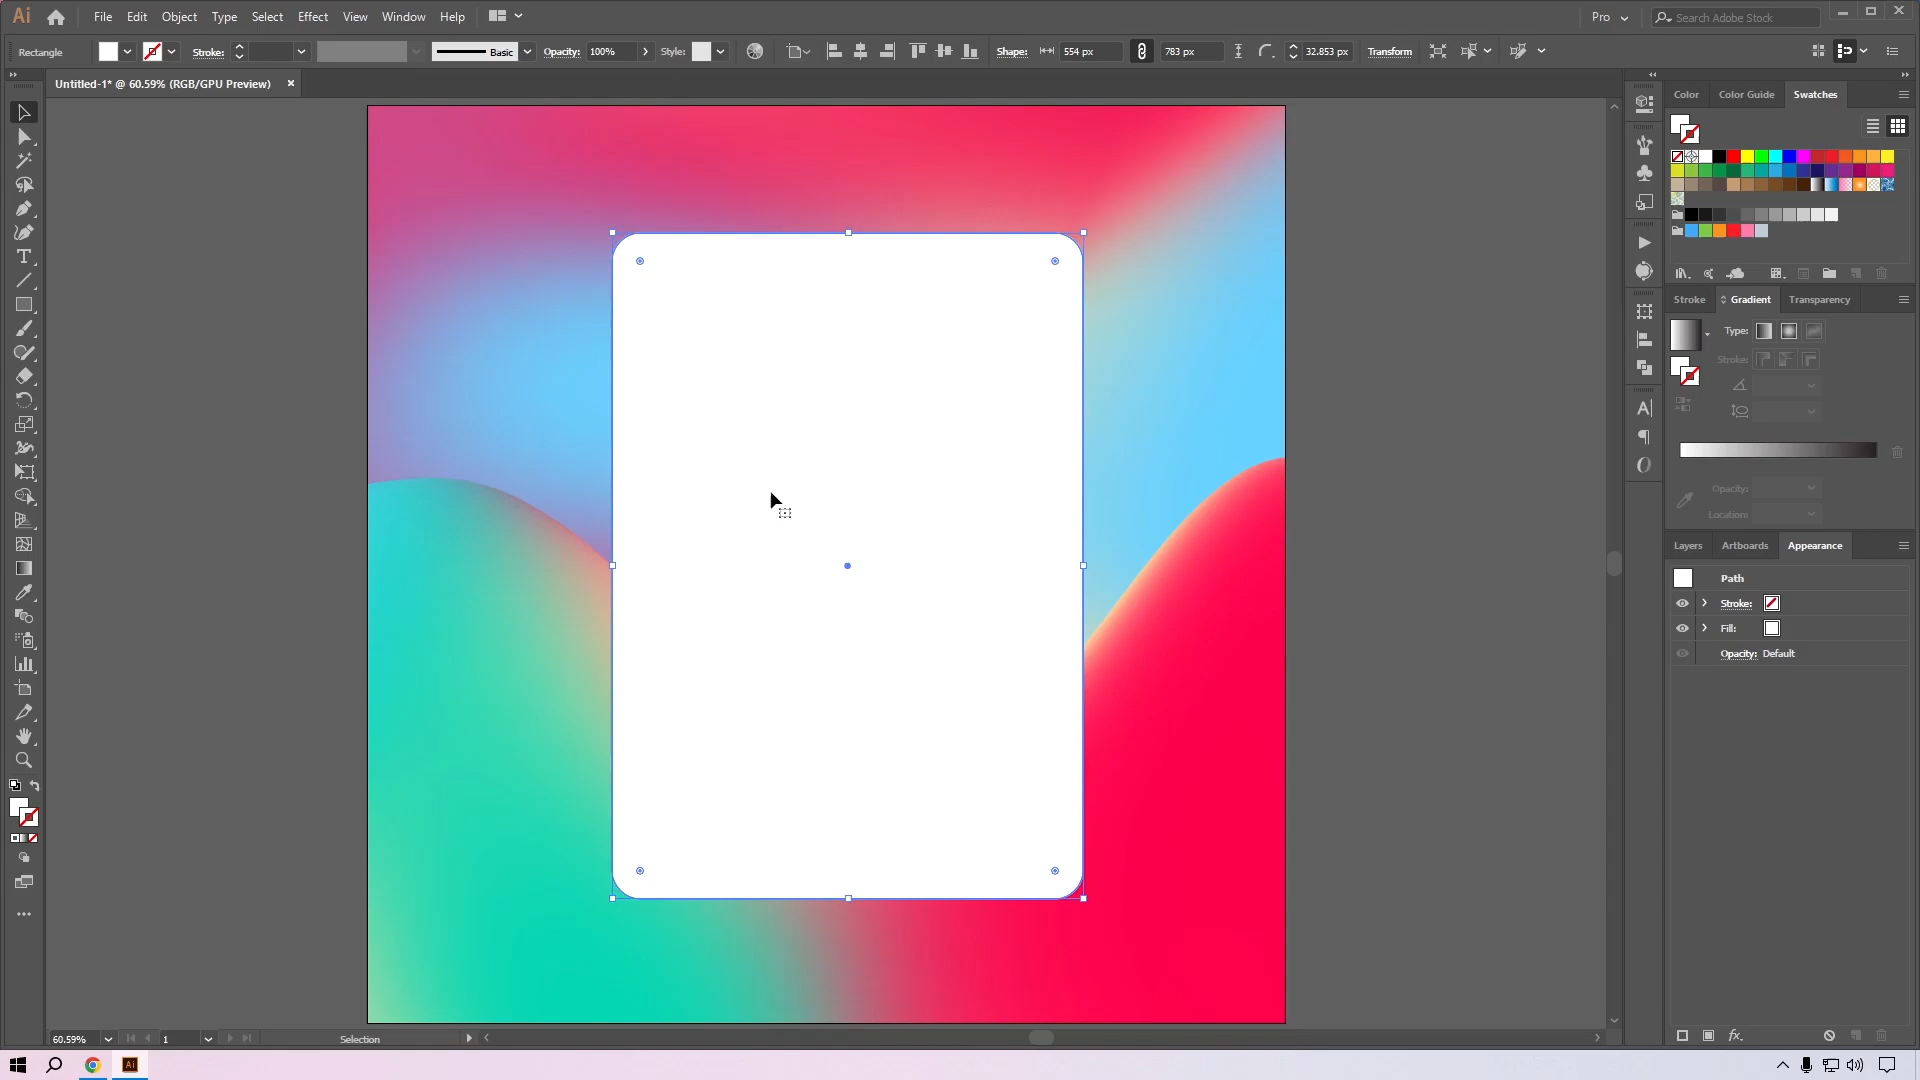 Ai File Edit Object Type Select Effect View Window Help Pro Search Adobe Stock
Rectangle Stroke: Basic Opacity: 100% Style: Shape: 554 px 783 px 32.853 px Transform
Untitled-1* @ 60.59% (RGB/GPU Preview)
Color Color Guide Swatches
Stroke Gradient Transparency
Type:
Stroke:
Opacity:
Location:
Layers Artboards Appearance
Path
Stroke:
Fill:
Opacity: Default
fx
60.59% 1 Selection
Ai